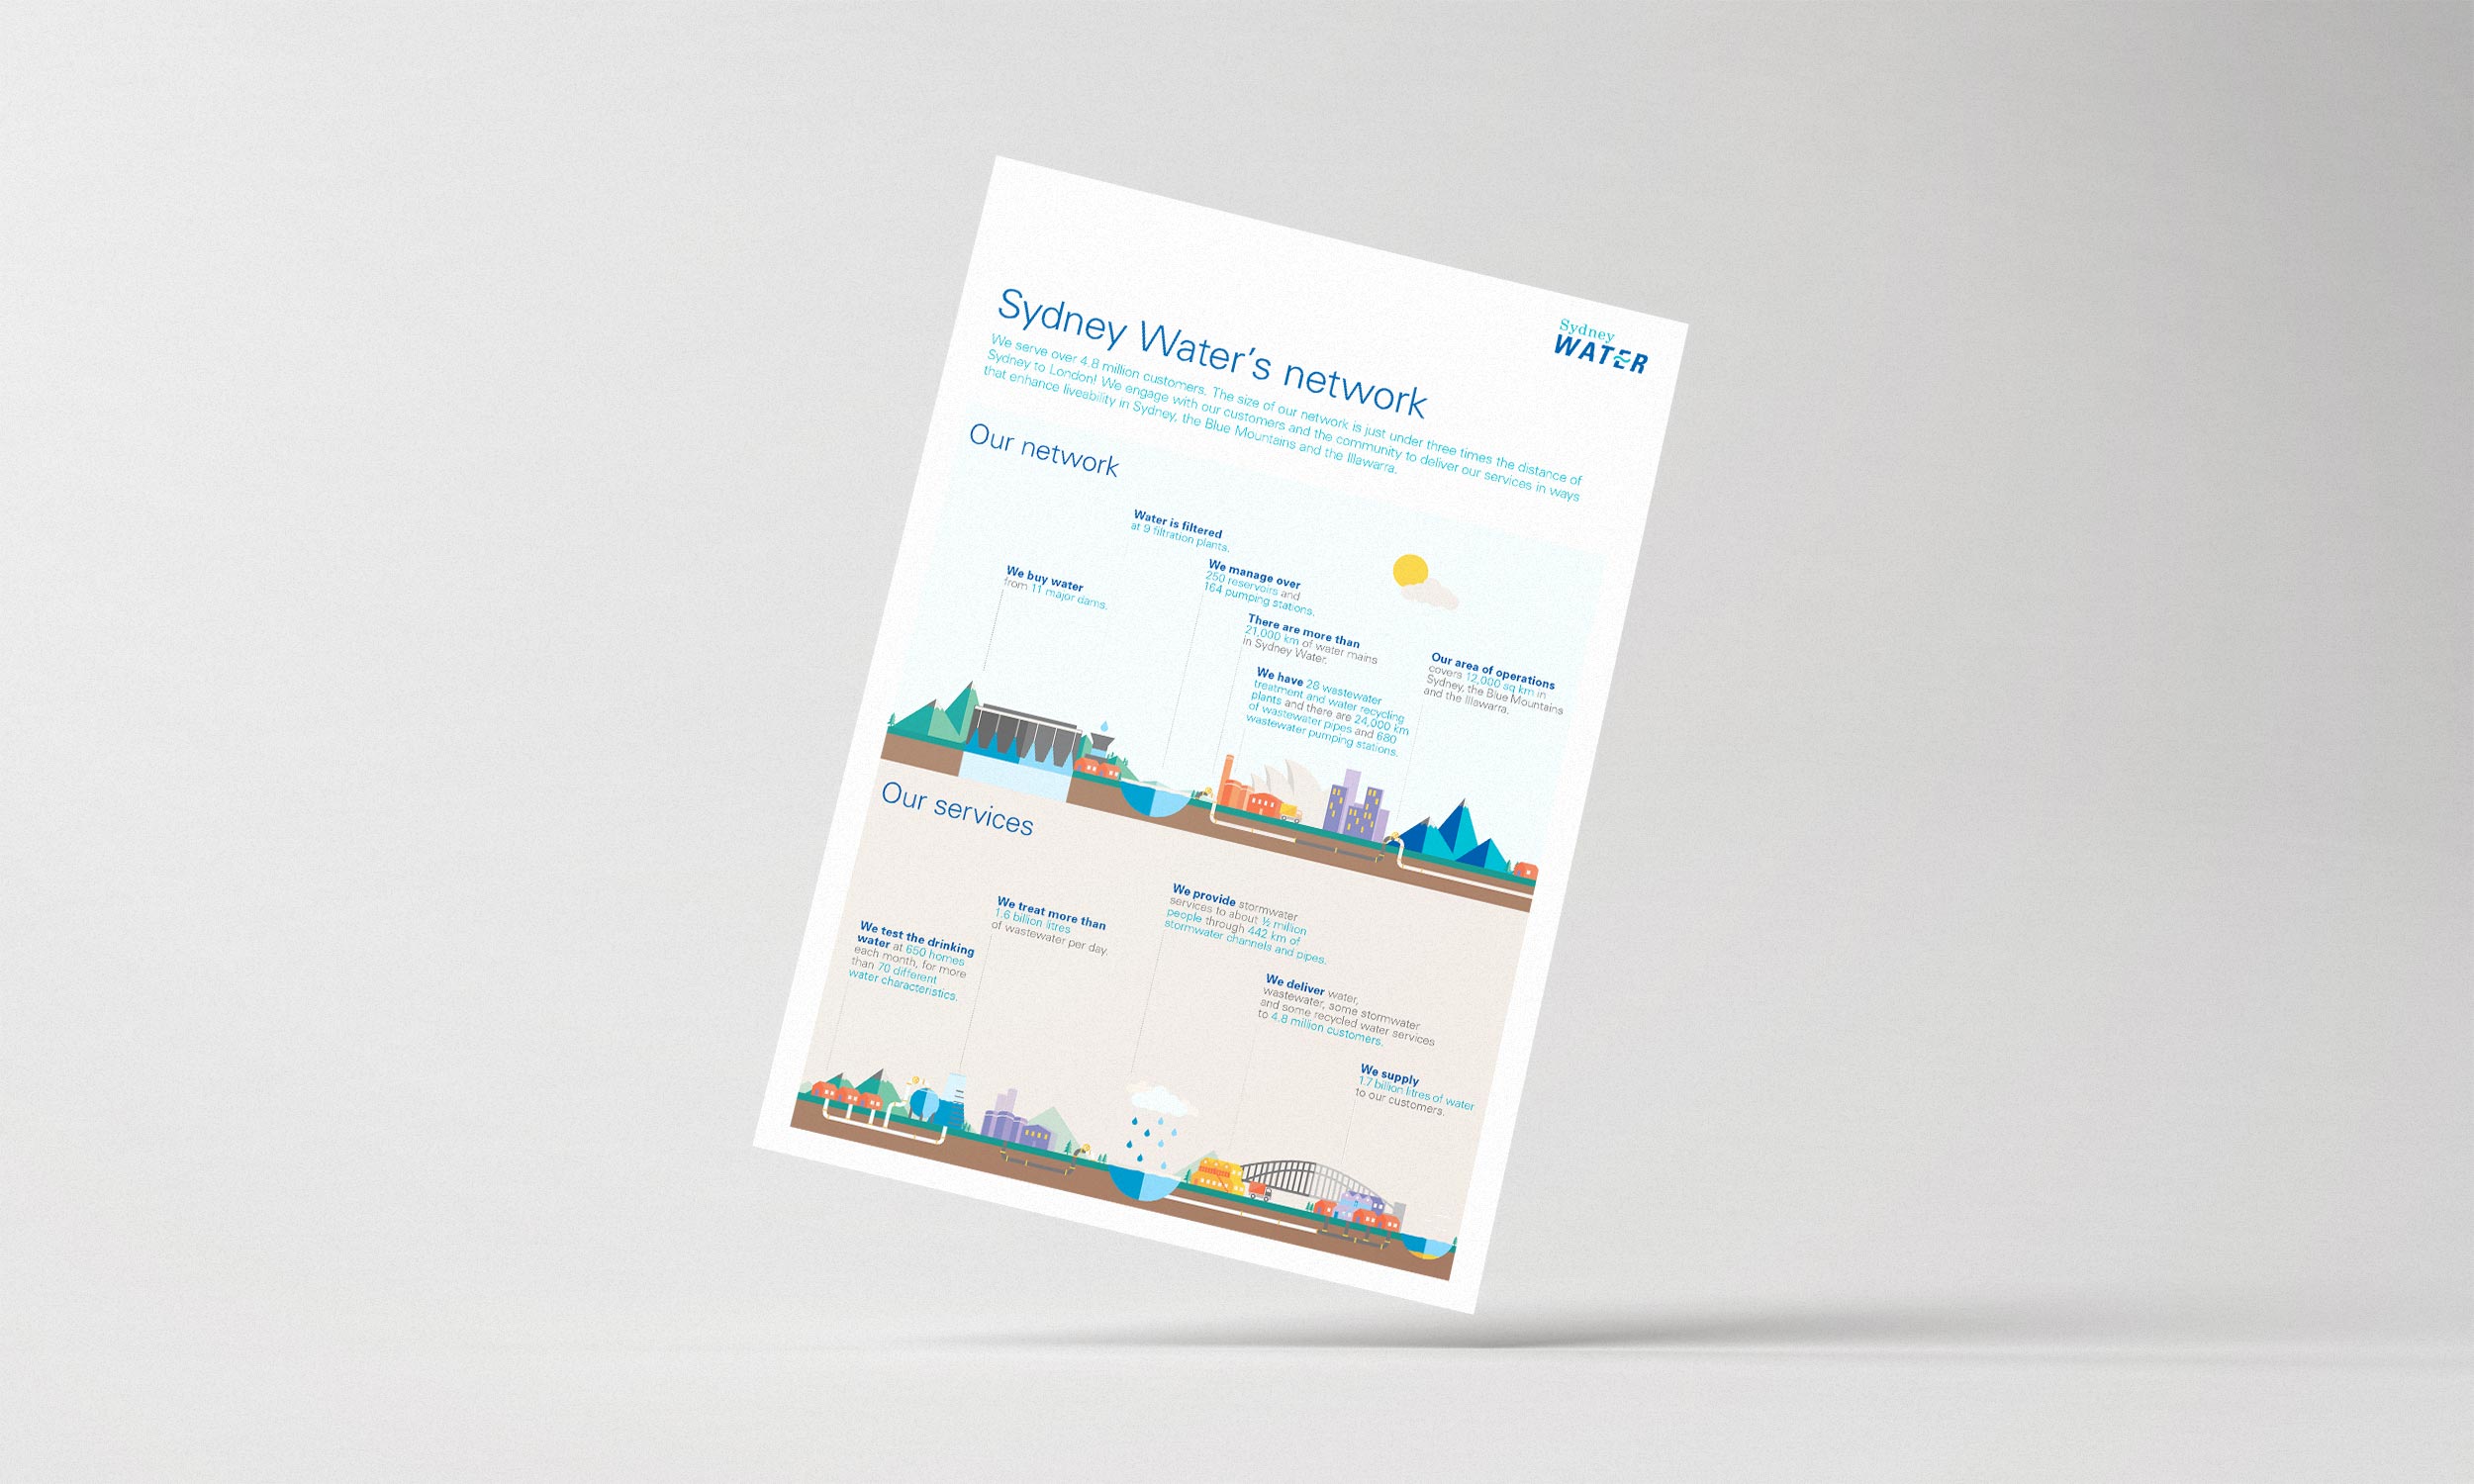 Sydney
WATER
Sydney Water's network
We serve over 4.8 million customers. The size of our network is just under three times the distance of
Sydney to London! We engage with our customers and the community to deliver our services in ways
that enhance liveability in Sydney, the Blue Mountains and the Illawarra.
Our network
Water is filtered
at 9 filtration plants.
We buy water
from 11 major dams.
We manage over
250 reservoirs and
164 pumping stations.
There are more than
21,000 km of water mains
in Sydney Water.
We have 28 wastewater
treatment and water recycling
plants and there are 24,000 km
of wastewater pipes and 680
wastewater pumping stations.
Our area of operations
covers 12,000 sq km in
Sydney, the Blue Mountains
and the Illawarra.
Our services
We test the drinking
water at 650 homes
each month, for more
than 70 different
water characteristics.
We treat more than
1.6 billion litres
of wastewater per day.
We provide stormwater
services to about ½ million
people through 442 km of
stormwater channels and pipes.
We deliver water,
wastewater, some stormwater
and some recycled water services
to 4.8 million customers.
We supply
1.7 billion litres of water
to our customers.